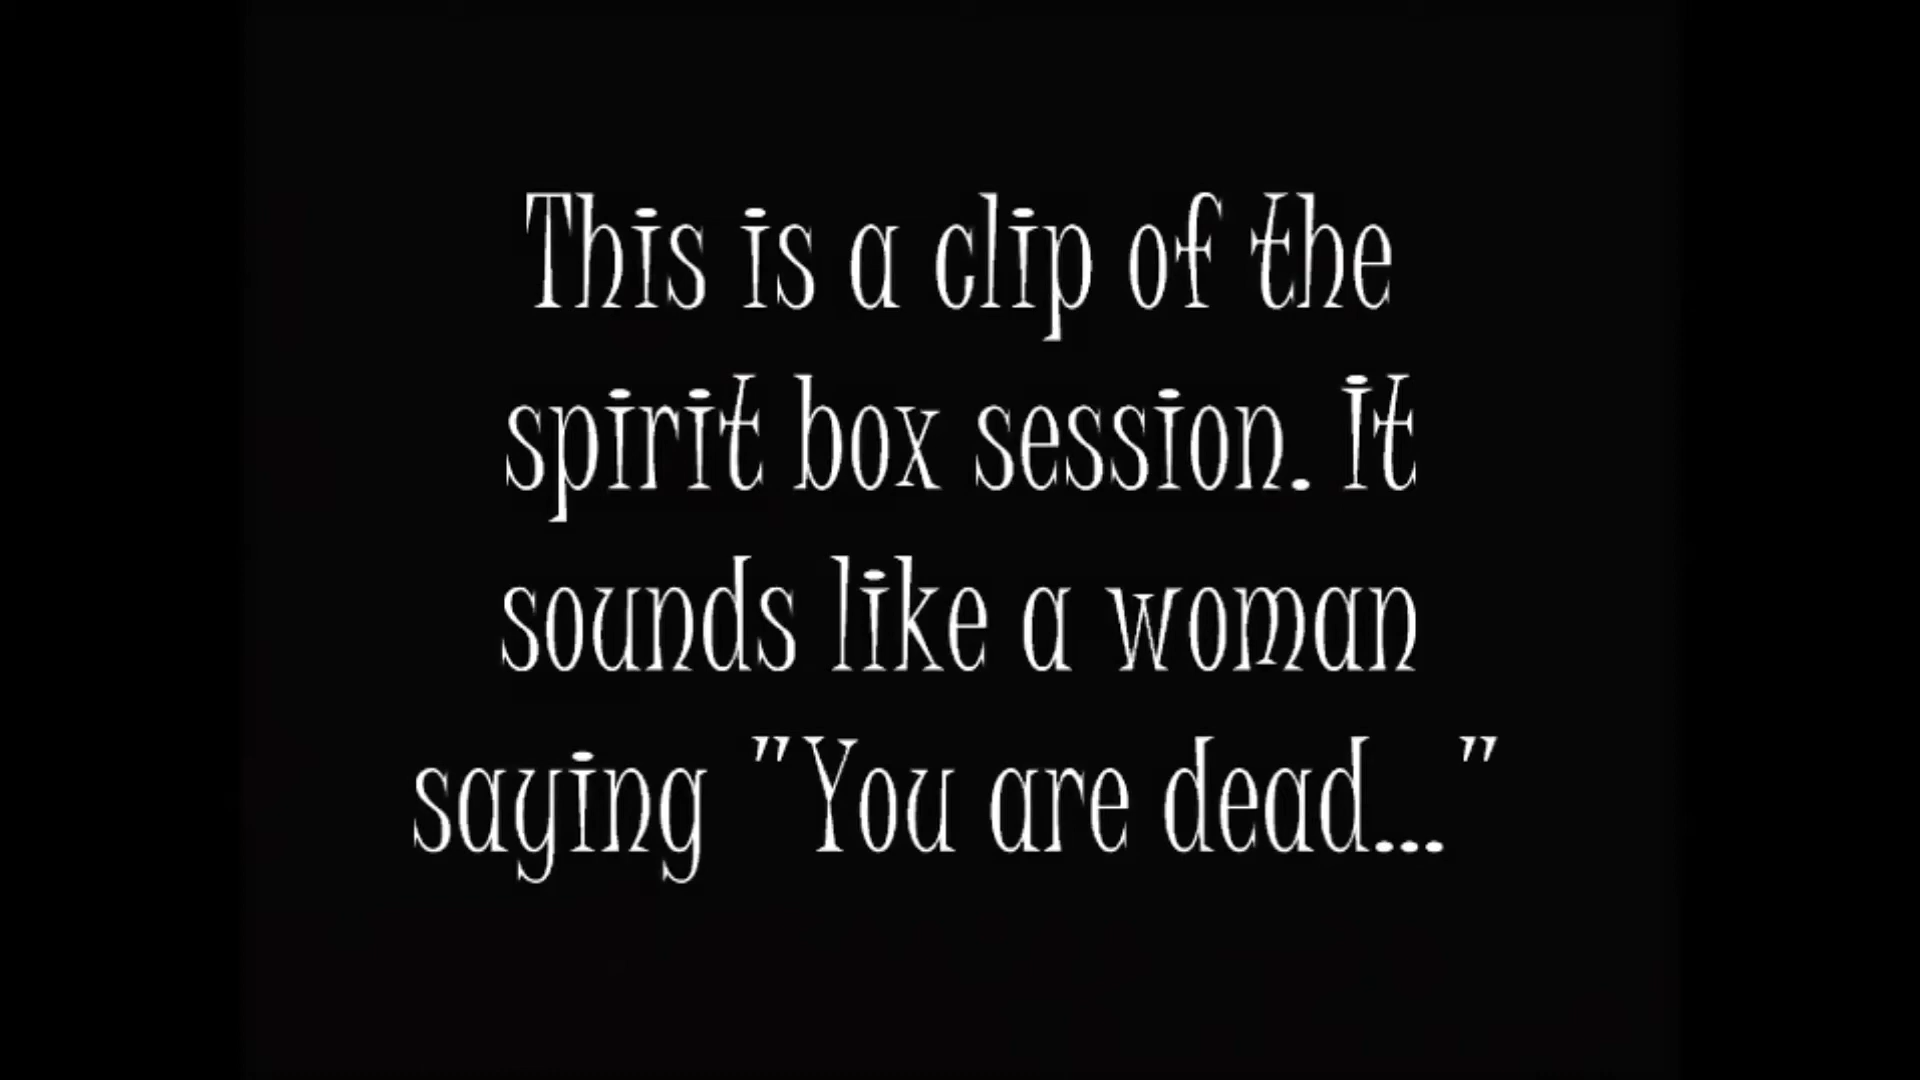 This is a clip of the
spirit box session. It
sounds like a woman
saying "You are dead..."